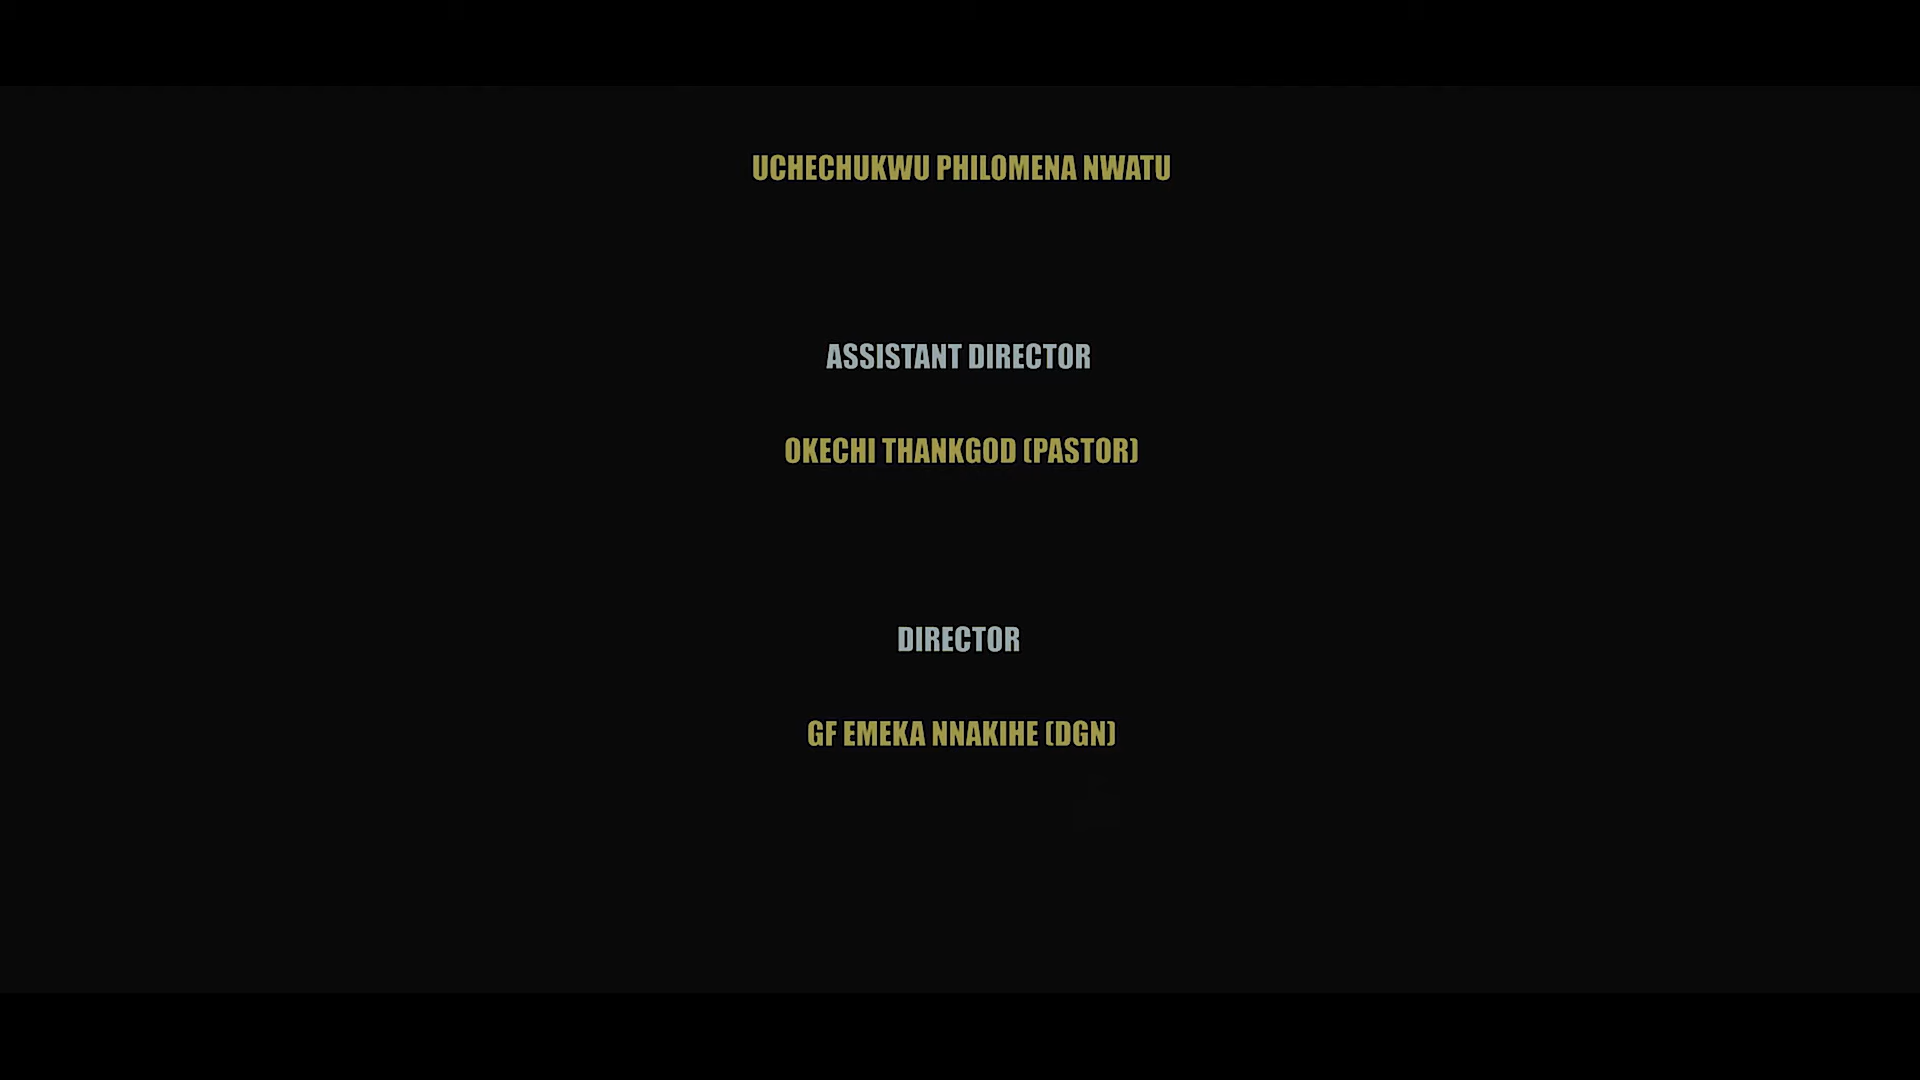 UCHECHUKWU PHILOMENA NWATU
ASSISTANT DIRECTOR
OKECHI THANKGOD (PASTOR)
DIRECTOR
GF EMEKA NNAKIHE (DGN)